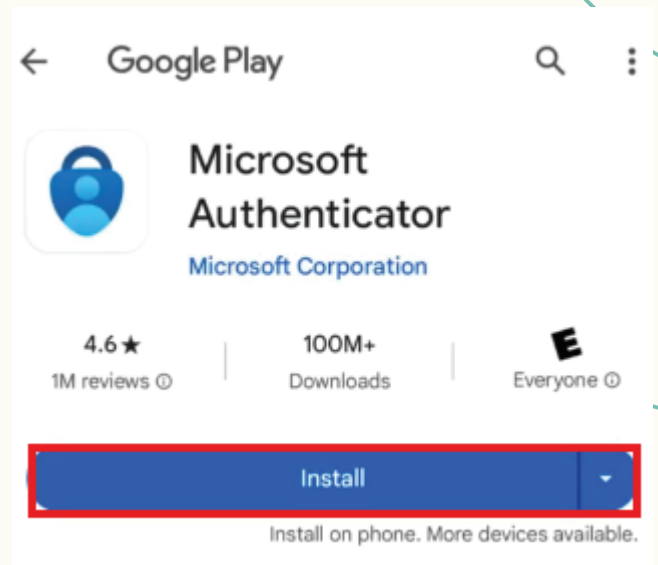 Google Play
Microsoft
Authenticator
Microsoft Corporation
4.6★
1M reviews ⓘ
100M+
Downloads
E
Everyone ⓘ
Install
Install on phone. More devices available.